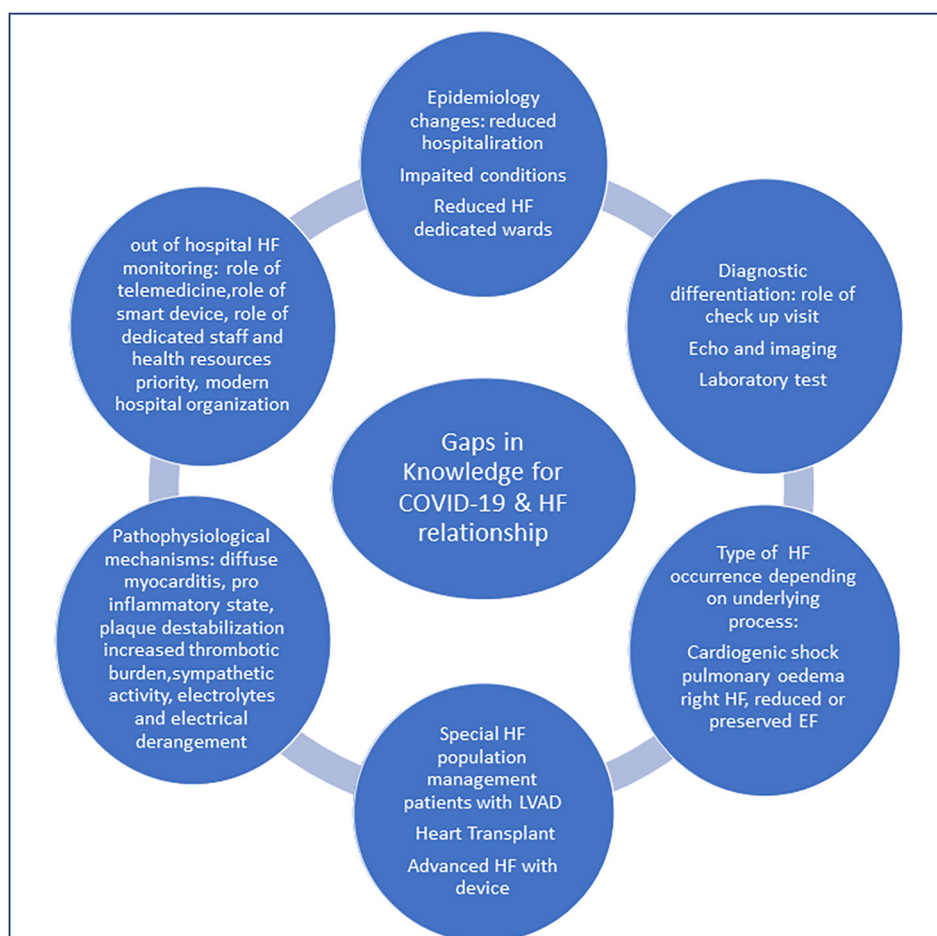 Epidemiology
changes: reduced
hospitaliration
Impaited conditions
Reduced HF
dedicated wards
Diagnostic
differentiation: role of
check up visit
Echo and imaging
Laboratory test
Type of HF
occurrence depending
on underlying
process:
Cardiogenic shock
pulmonary oedema
right HF, reduced or
preserved EF
Special HF
population
management
patients with LVAD
Heart Transplant
Advanced HF with
device
Pathophysiological
mechanisms: diffuse
myocarditis, pro
inflammatory state,
plaque destabilization
increased thrombotic
burden,sympathetic
activity, electrolytes
and electrical
derangement
out of hospital HF
monitoring: role of
telemedicine,role of
smart device, role of
dedicated staff and
health resources
priority, modern
hospital organization
Gaps in
Knowledge for
COVID-19 & HF
relationship